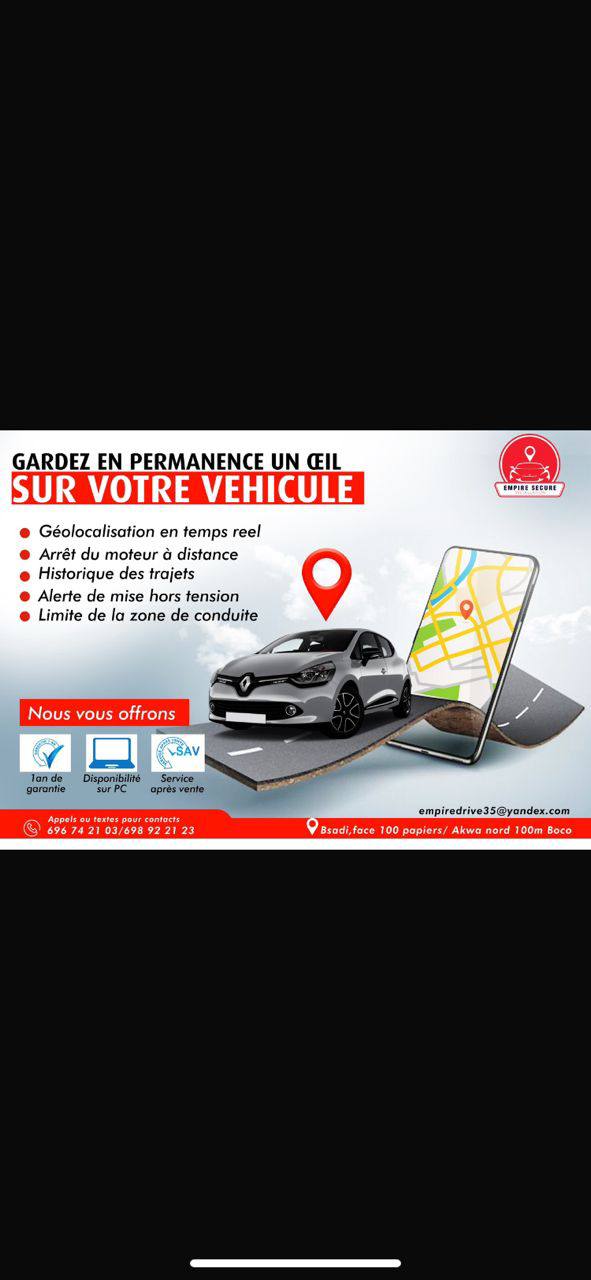 GARDEZ EN PERMANENCE UN ŒIL
SUR VOTRE VEHICULE
EMPIRE SECURE
Géolocalisation en temps reel
Arrêt du moteur à distance
Historique des trajets
Alerte de mise hors tension
Limite de la zone de conduite
Nous vous offrons
SAV
1an de
garantie
Disponibilité
sur PC
Service
après vente
empiredrive35@yandex.com
Appels ou textes pour contacts
696 74 21 03/698 92 21 23
Bsadi,face 100 papiers/ Akwa nord 100m Boco